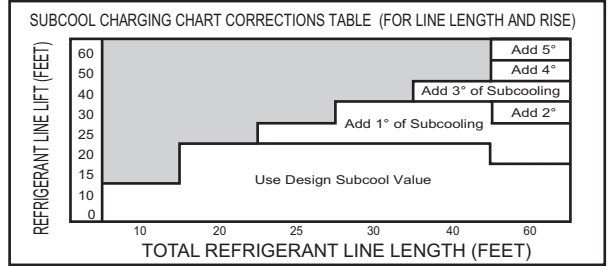 SUBCOOL CHARGING CHART CORRECTIONS TABLE (FOR LINE LENGTH AND RISE)
REFRIGERANT LINE LIFT (FEET)
60
50
40
30
25
20
15
10
0
Add 5°
Add 4°
Add 3° of Subcooling
Add 2°
Add 1° of Subcooling
Use Design Subcool Value
10 20 25 30 40 60
TOTAL REFRIGERANT LINE LENGTH (FEET)